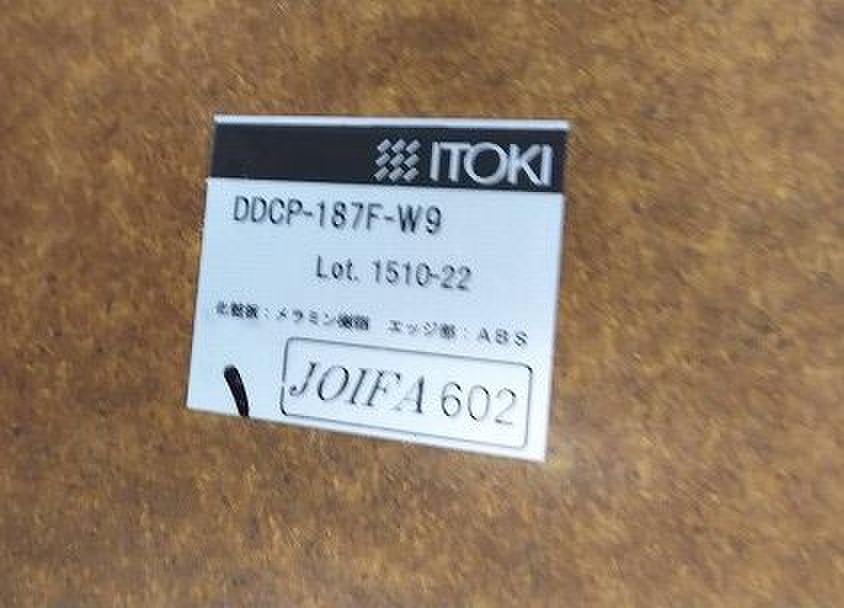 ITOKI
DDCP-187F-W9
Lot. 1510-22
化粧板：メラミン樹脂 エッジ部：ABS
JOIFA 602